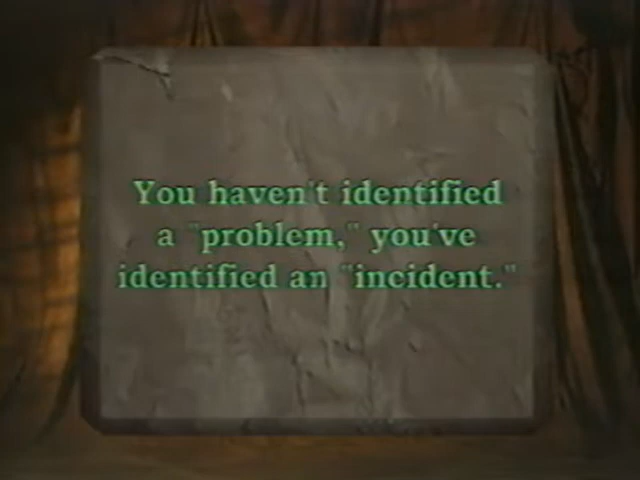 You haven't identified
a "problem," you've
identified an "incident."